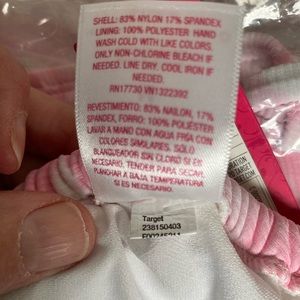 SHELL: 83% NYLON 17% SPANDEX,
LINING: 100% POLYESTER HAND
WASH COLD WITH LIKE COLORS.
ONLY NON-CHLORINE BLEACH IF
NEEDED. LINE DRY. COOL IRON IF
NEEDED.
RN17730 VN1322392
REVESTIMIENTO: 83% NAILON, 17%
SPANDEX, FORRO: 100% POLIÉSTER
LAVAR A MANO CON AGUA FRIA CON
COLORES SIMILARES. SÓLO
BLANQUEADOR SIN CLORO SI ES
NECESARIO. TENDER PARA SECAR.
PLANCHAR A BAJA TEMPERATURA
SI ES NECESARIO.
Target
238150403